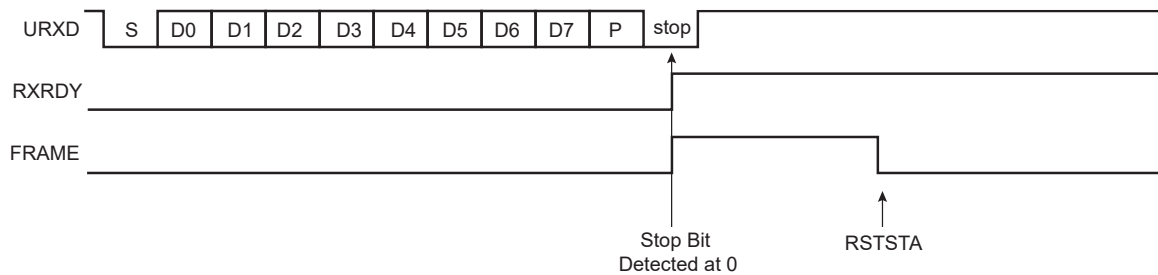 URXD S D0 D1 D2 D3 D4 D5 D6 D7 P stop
RXRDY
FRAME
Stop Bit
Detected at 0
RSTSTA